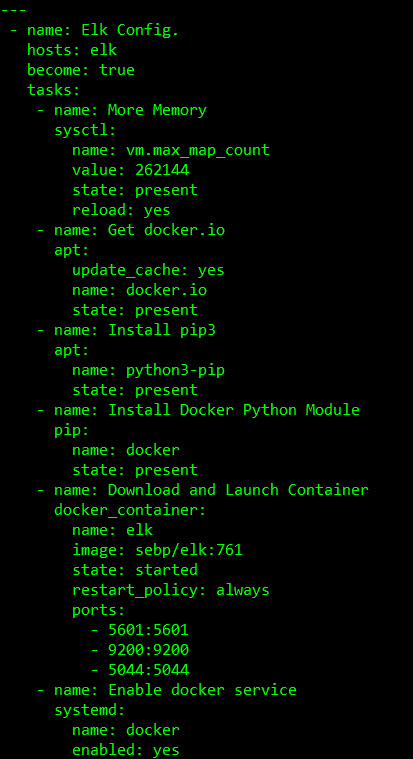 ---
 - name: Elk Config.
   hosts: elk
   become: true
   tasks:
    - name: More Memory
      sysctl:
        name: vm.max_map_count
        value: 262144
        state: present
        reload: yes
    - name: Get docker.io
      apt:
        update_cache: yes
        name: docker.io
        state: present
    - name: Install pip3
      apt:
        name: python3-pip
        state: present
    - name: Install Docker Python Module
      pip:
        name: docker
        state: present
    - name: Download and Launch Container
      docker_container:
        name: elk
        image: sebp/elk:761
        state: started
        restart_policy: always
        ports:
          - 5601:5601
          - 9200:9200
          - 5044:5044
    - name: Enable docker service
      systemd:
        name: docker
        enabled: yes